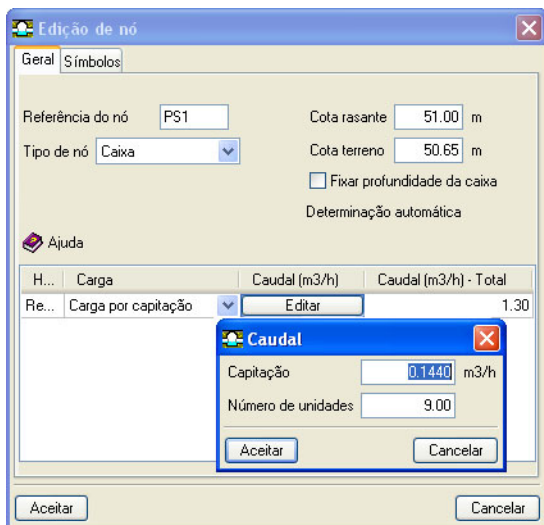 Edição de nó
Geral Símbolos
Referência do nó PS1 Cota rasante 51.00 m
Tipo de nó Caixa Cota terreno 50.65 m
Fixar profundidade da caixa
Determinação automática
Ajuda
H... Carga Caudal (m3/h) Caudal (m3/h) - Total
Re... Carga por capitação Editar 1.30
Caudal
Capitação 0.1440 m3/h
Número de unidades 9.00
Aceitar Cancelar
Aceitar Cancelar